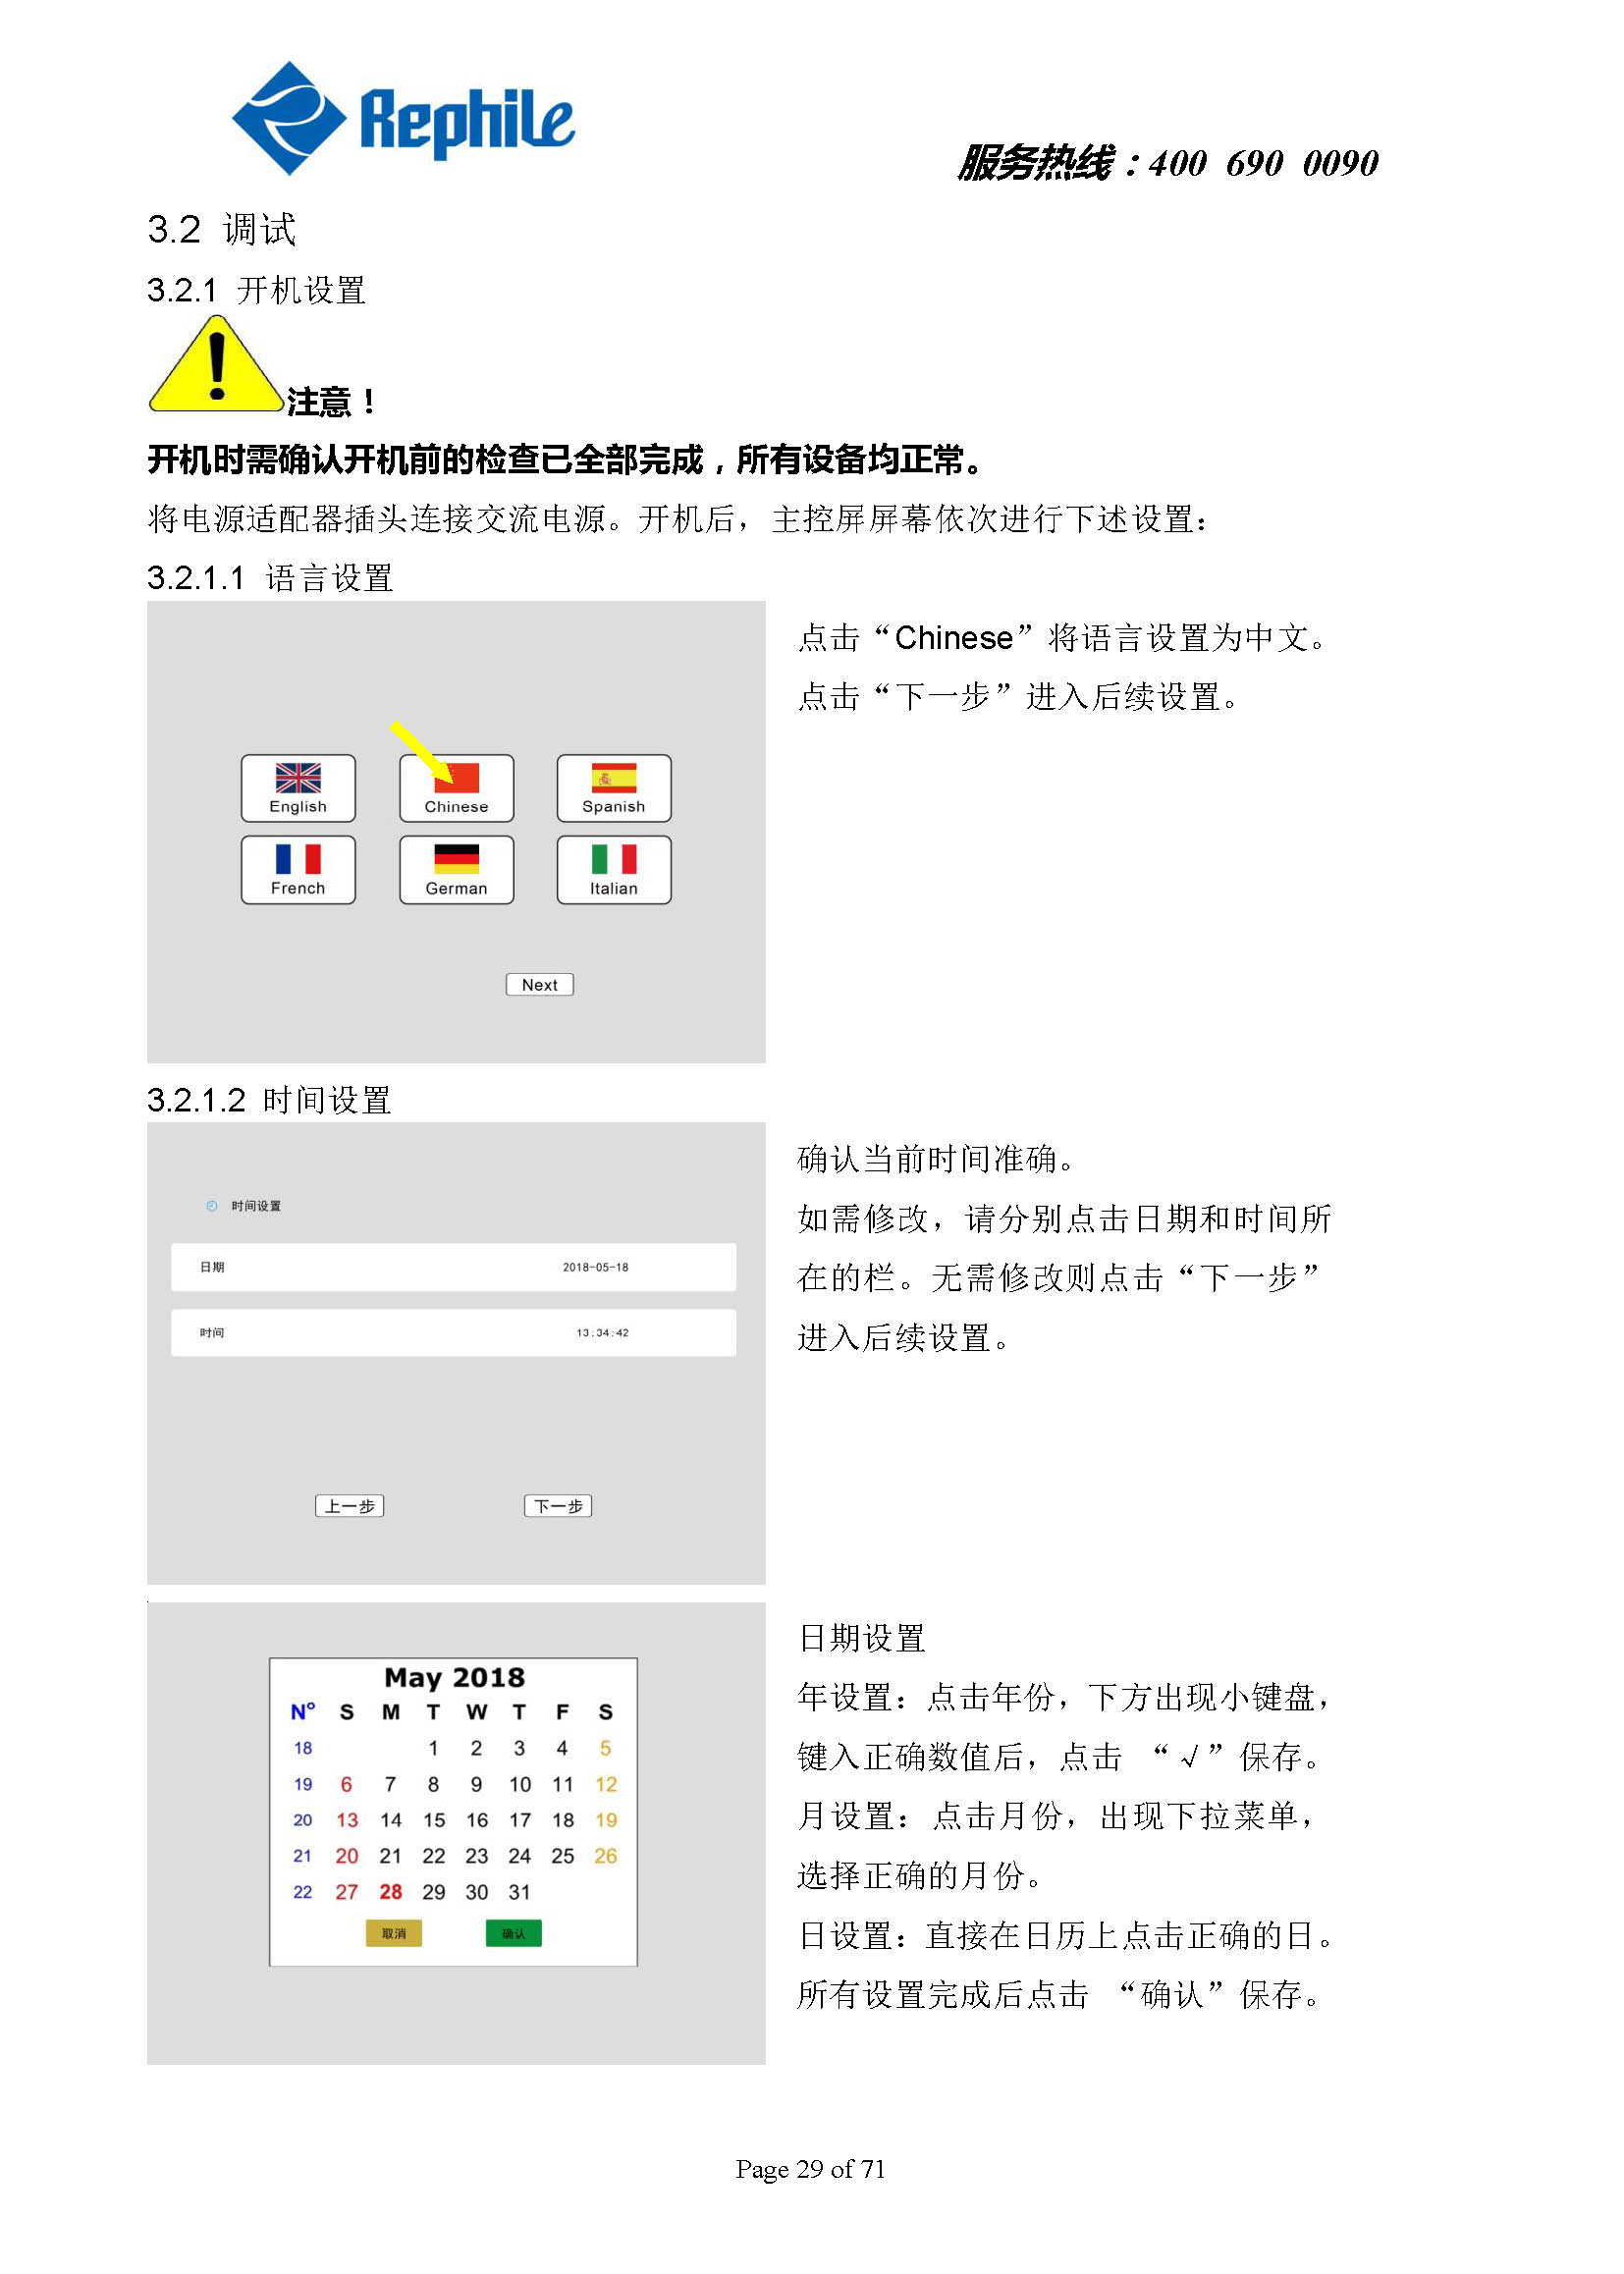 Rephile
服务热线：400 690 0090
3.2 调试
3.2.1 开机设置
注意！
开机时需确认开机前的检查已全部完成，所有设备均正常。
将电源适配器插头连接交流电源。开机后，主控屏屏幕依次进行下述设置：
3.2.1.1 语言设置
English Chinese Spanish
French German Italian
Next
点击“Chinese”将语言设置为中文。
点击“下一步”进入后续设置。
3.2.1.2 时间设置
时间设置
日期 2018-05-18
时间 13:34:42
上一步 下一步
确认当前时间准确。
如需修改，请分别点击日期和时间所
在的栏。无需修改则点击“下一步”
进入后续设置。
May 2018
N° S M T W T F S
18 1 2 3 4 5
19 6 7 8 9 10 11 12
20 13 14 15 16 17 18 19
21 20 21 22 23 24 25 26
22 27 28 29 30 31
取消 确认
日期设置
年设置：点击年份，下方出现小键盘，
键入正确数值后，点击 “√”保存。
月设置：点击月份，出现下拉菜单，
选择正确的月份。
日设置：直接在日历上点击正确的日。
所有设置完成后点击 “确认”保存。
Page 29 of 71